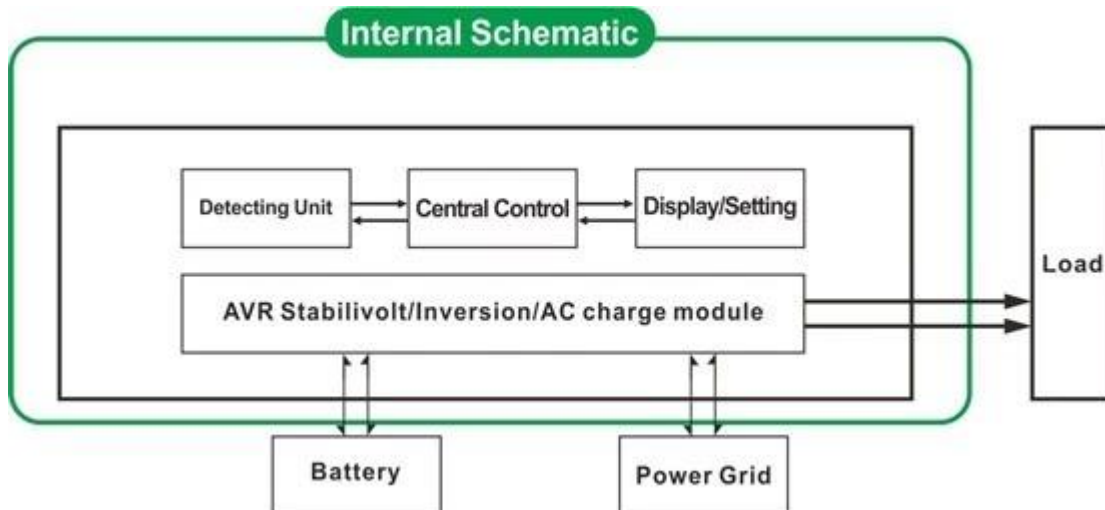 Internal Schematic
Detecting Unit
Central Control
Display/Setting
Load
AVR Stabilivolt/Inversion/AC charge module
Battery
Power Grid